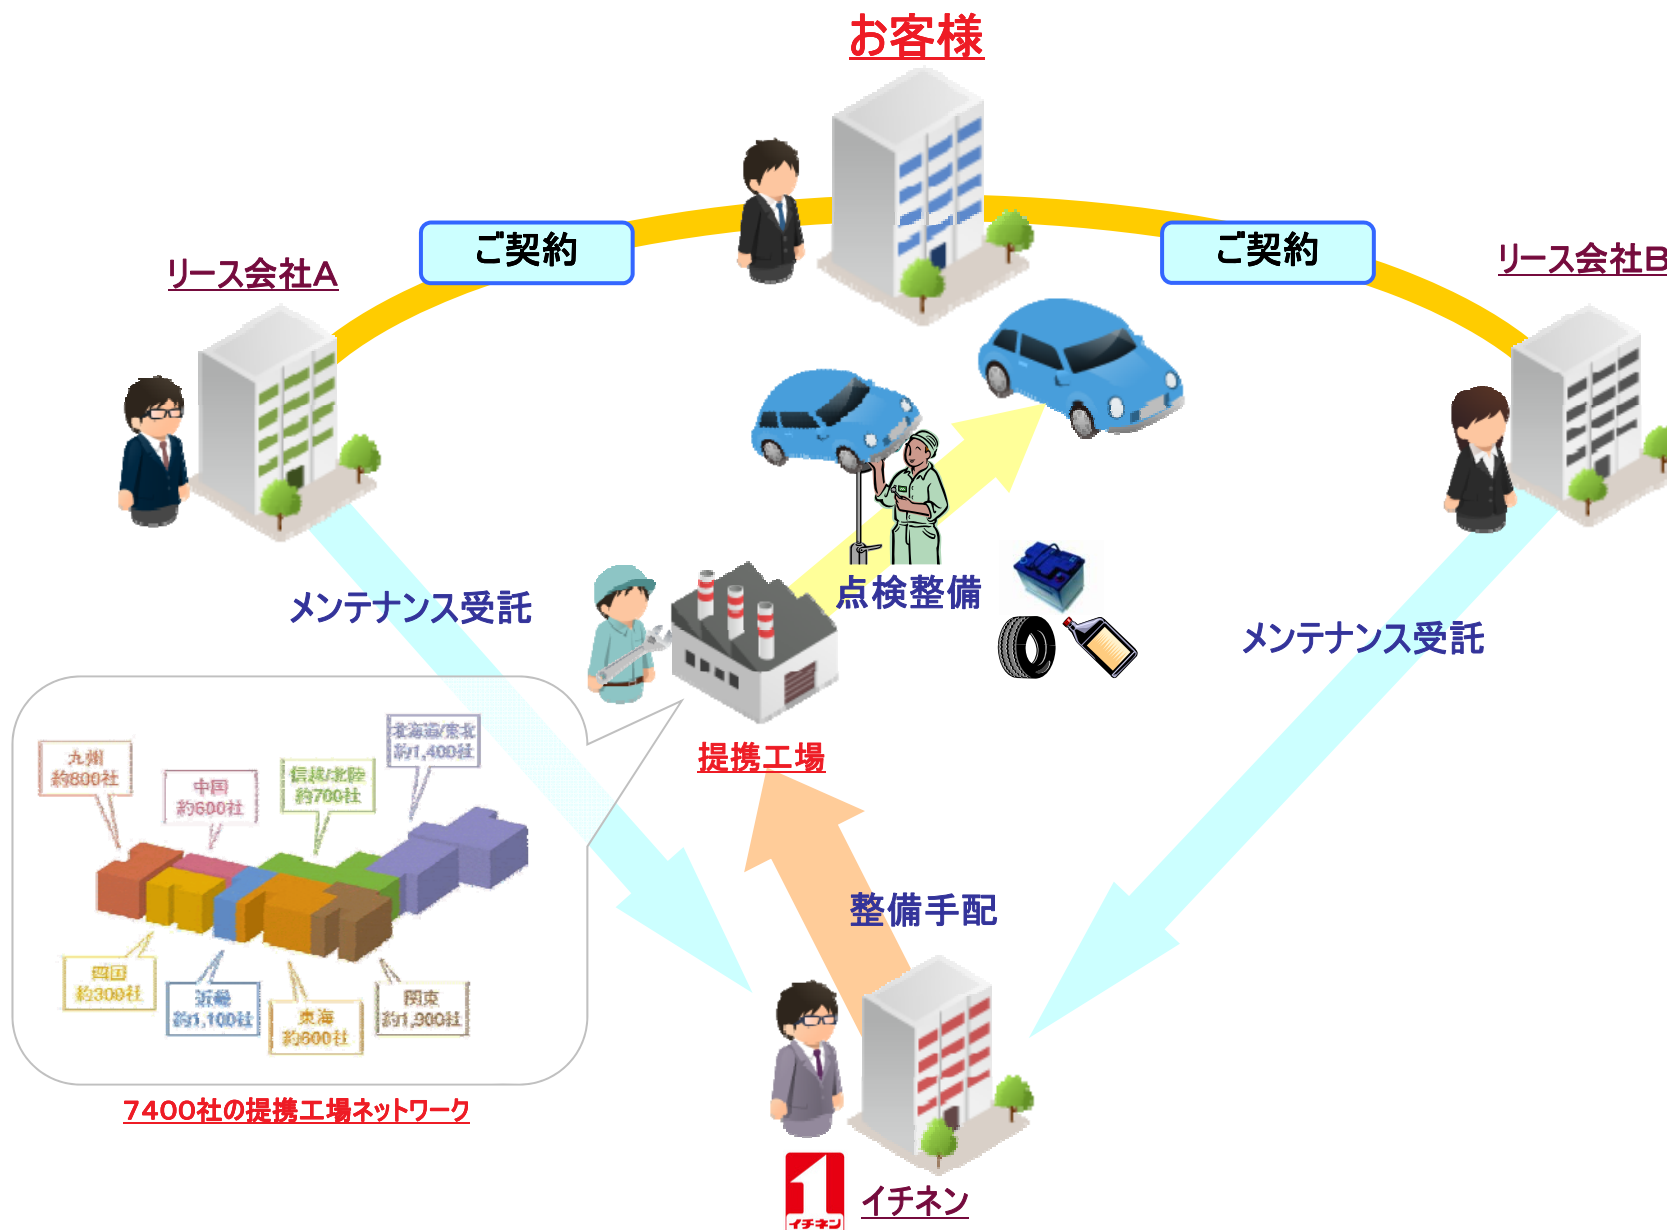 お客様
ご契約
ご契約
リース会社A
リース会社B
点検整備
メンテナンス受託
メンテナンス受託
提携工場
北海道/東北
約1,400社
九州
約800社
中国
約600社
信越/北陸
約700社
整備手配
四国
約300社
近畿
約1,100社
東海
約600社
関東
約1,900社
7400社の提携工場ネットワーク
イチネン
イチネン